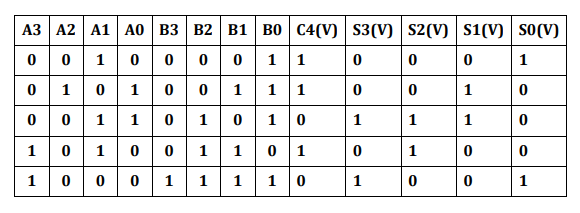 A3 A2 A1 A0 B3 B2 B1 B0 C4(V) S3(V) S2(V) S1(V) S0(V)
0 0 1 0 0 0 0 1 1 0 0 0 1
0 1 0 1 0 0 1 1 1 0 0 1 0
0 0 1 1 0 1 0 1 0 1 1 1 0
1 0 1 0 0 1 1 0 1 0 1 0 0
1 0 0 0 1 1 1 1 0 1 0 0 1